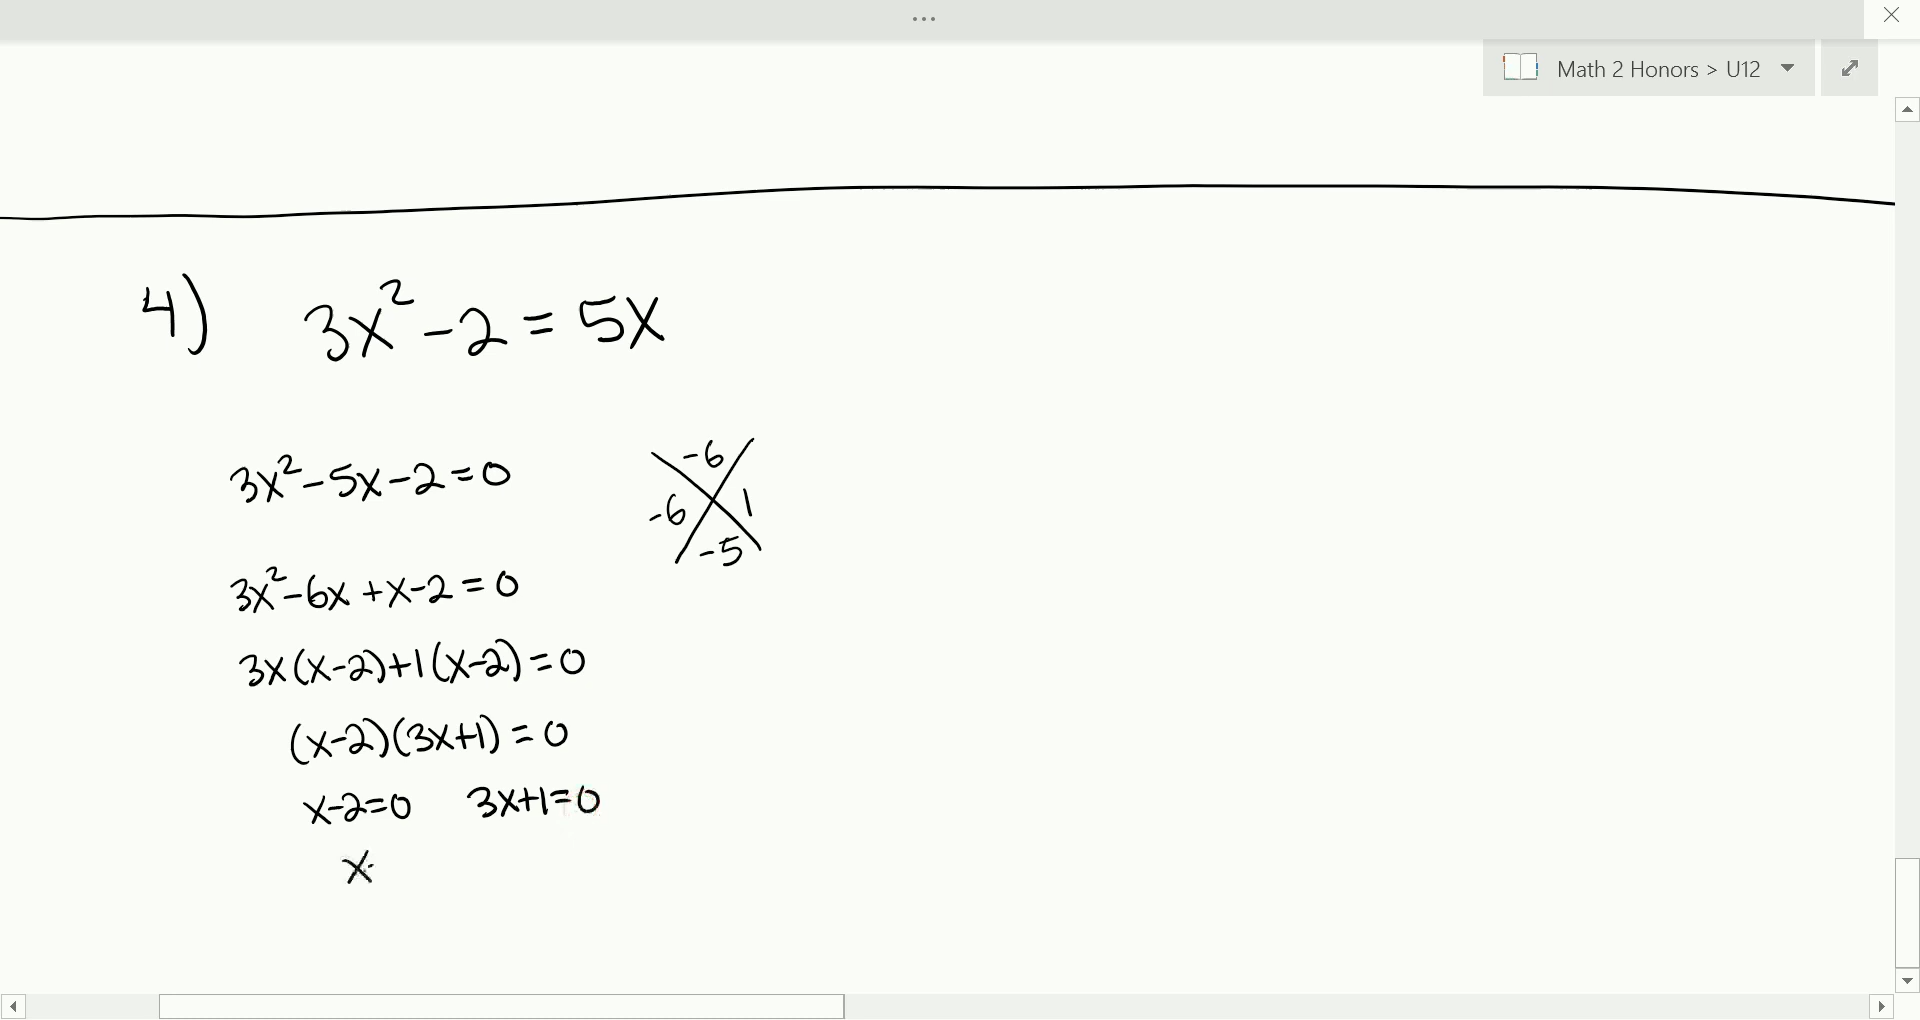 Math 2 Honors > U12
4) 3x² - 2 = 5x
3x² - 5x - 2 = 0
-6
-6 1
-5
3x² - 6x + x - 2 = 0
3x(x-2)+1(x-2) = 0
(x-2)(3x+1) = 0
x-2=0 3x+1=0
x